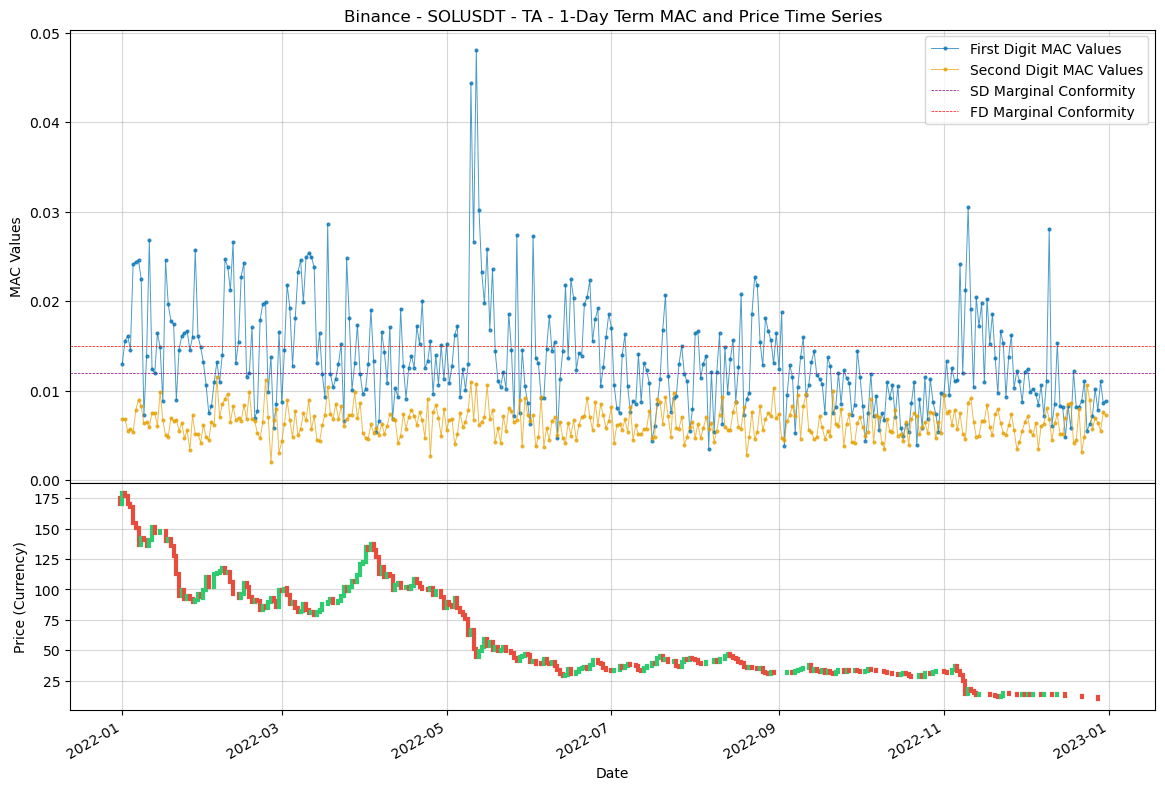 Binance - SOLUSDT - TA - 1-Day Term MAC and Price Time Series
First Digit MAC Values
Second Digit MAC Values
SD Marginal Conformity
FD Marginal Conformity
MAC Values
0.05
0.04
0.03
0.02
0.01
0.00
Price (Currency)
175
150
125
100
75
50
25
2022-01
2022-03
2022-05
2022-07
2022-09
2022-11
2023-01
Date